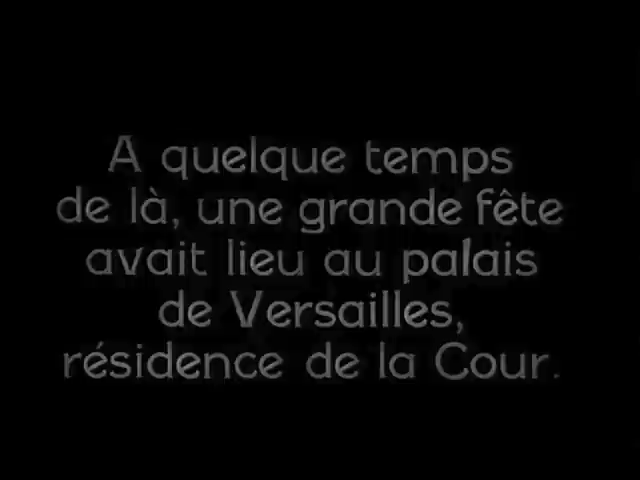 A quelque temps
de là, une grande fête
avait lieu au palais
de Versailles,
résidence de la Cour.